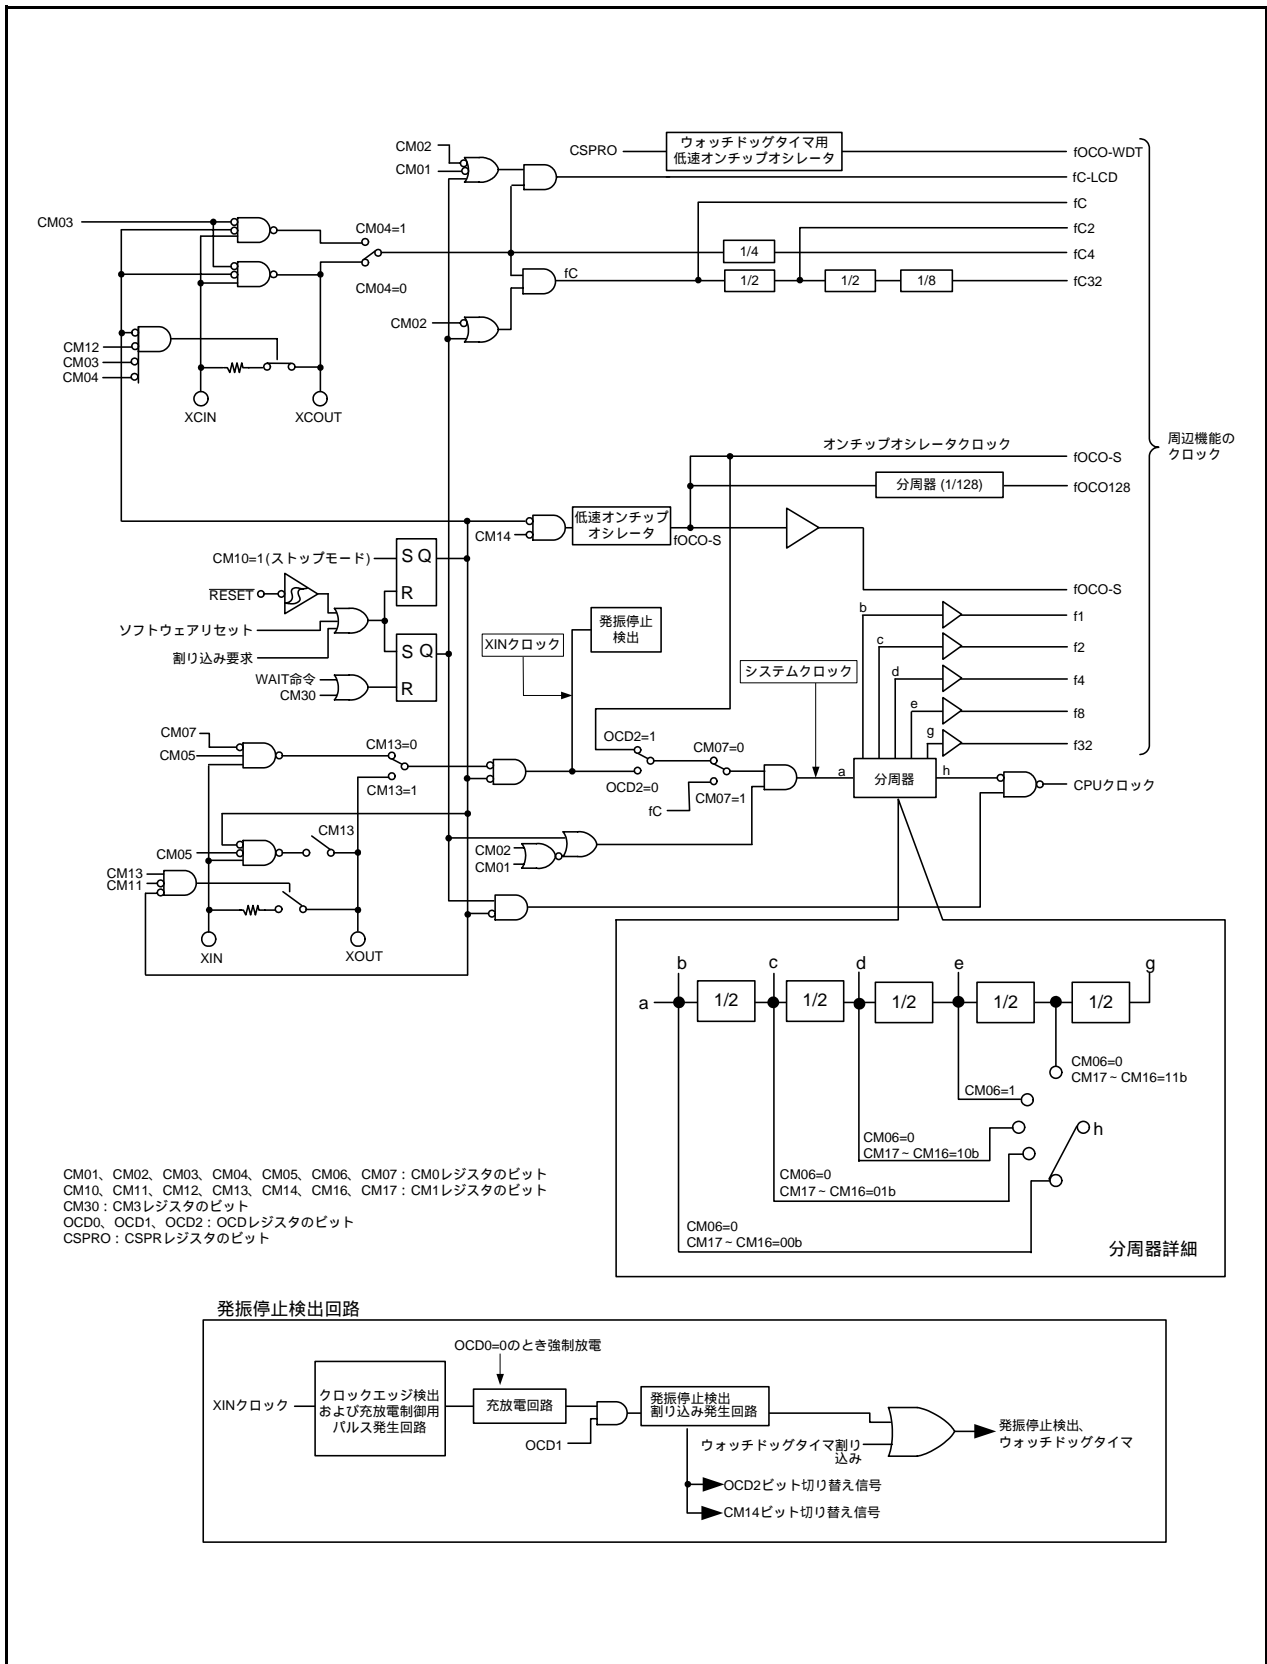 CM02
CM01
CSPRO
ウォッチドッグタイマ用
低速オンチップオシレータ
fOCO-WDT
fC-LCD
fC
fC2
fC4
fC32
CM03
CM04=1
CM04=0
1/4
fC
1/2
1/2
1/8
CM02
CM12
CM03
CM04
XCIN
XCOUT
周辺機能の
クロック
オンチップオシレータクロック
fOCO-S
分周器 (1/128)
fOCO128
CM14
低速オンチップ
オシレータ
fOCO-S
fOCO-S
CM10=1(ストップモード)
S Q
R
RESET
ソフトウェアリセット
割り込み要求
S Q
R
WAIT命令
CM30
XINクロック
発振停止
検出
システムクロック
b
f1
c
f2
d
f4
e
f8
g
f32
CM07
CM05
CM13=0
CM13=1
OCD2=1
OCD2=0
CM07=0
CM07=1
fC
a
分周器
h
CPUクロック
CM13
CM05
CM02
CM01
CM13
CM11
XIN
XOUT
a
b
c
d
e
g
1/2
1/2
1/2
1/2
1/2
CM06=0
CM17~CM16=11b
CM06=1
CM06=0
CM17~CM16=10b
h
CM06=0
CM17~CM16=01b
CM06=0
CM17~CM16=00b
分周器詳細
CM01、CM02、CM03、CM04、CM05、CM06、CM07:CM0レジスタのビット
CM10、CM11、CM12、CM13、CM14、CM16、CM17:CM1レジスタのビット
CM30:CM3レジスタのビット
OCD0、OCD1、OCD2:OCDレジスタのビット
CSPRO:CSPRレジスタのビット
発振停止検出回路
OCD0=0のとき強制放電
XINクロック
クロックエッジ検出
および充放電制御用
パルス発生回路
充放電回路
OCD1
発振停止検出
割り込み発生回路
ウォッチドッグタイマ割り
込み
発振停止検出、
ウォッチドッグタイマ
OCD2ビット切り替え信号
CM14ビット切り替え信号